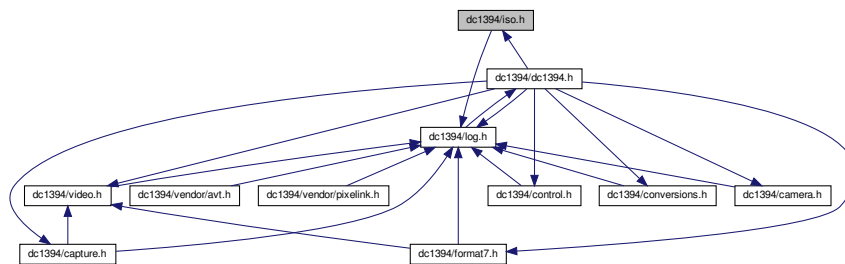 dc1394/iso.h
dc1394/dc1394.h
dc1394/log.h
dc1394/video.h
dc1394/vendor/avt.h
dc1394/vendor/pixelink.h
dc1394/control.h
dc1394/conversions.h
dc1394/camera.h
dc1394/capture.h
dc1394/format7.h